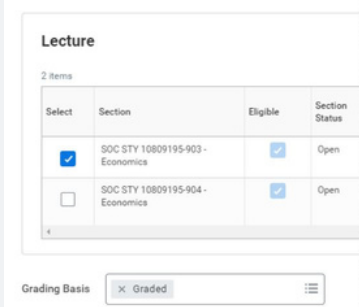 Lecture
2 items
Select Section Eligible Section
Status
SOC STY 10809195-903 - Open
Economics
SOC STY 10809195-904 - Open
Economics
Grading Basis × Graded